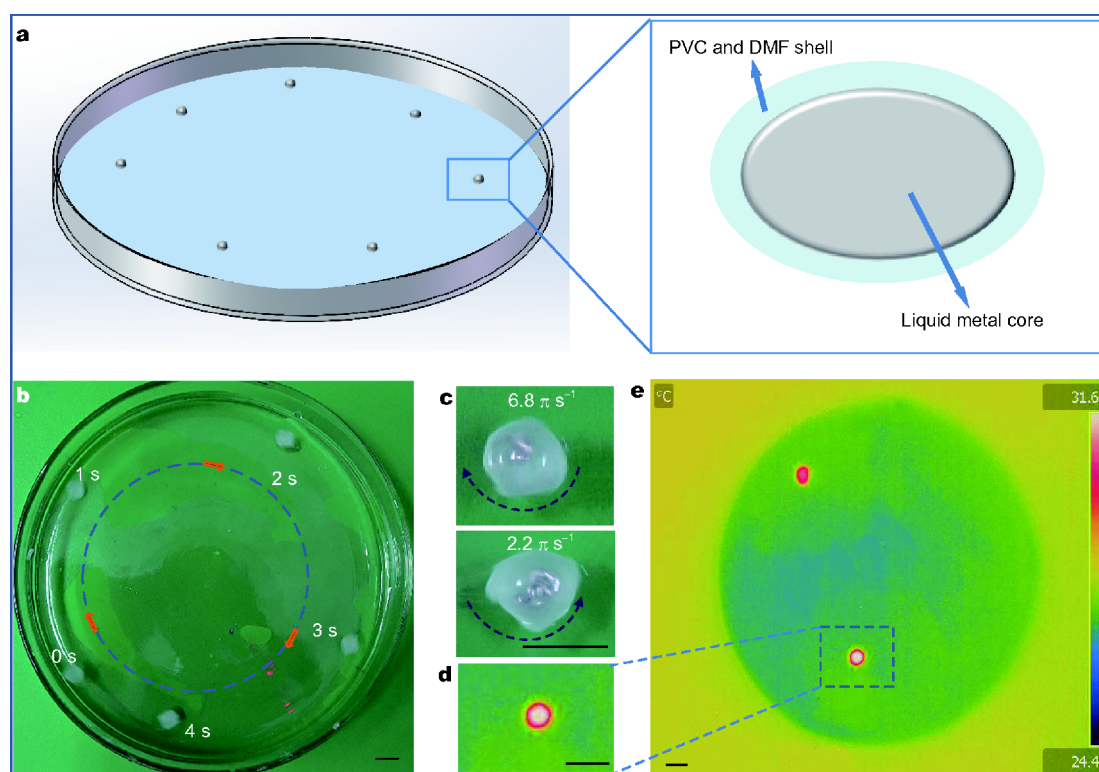 a
PVC and DMF shell
Liquid metal core
b
1 s
2 s
3 s
0 s
4 s
c
6.8 π s⁻¹
2.2 π s⁻¹
d
e
°C
31.6
24.4